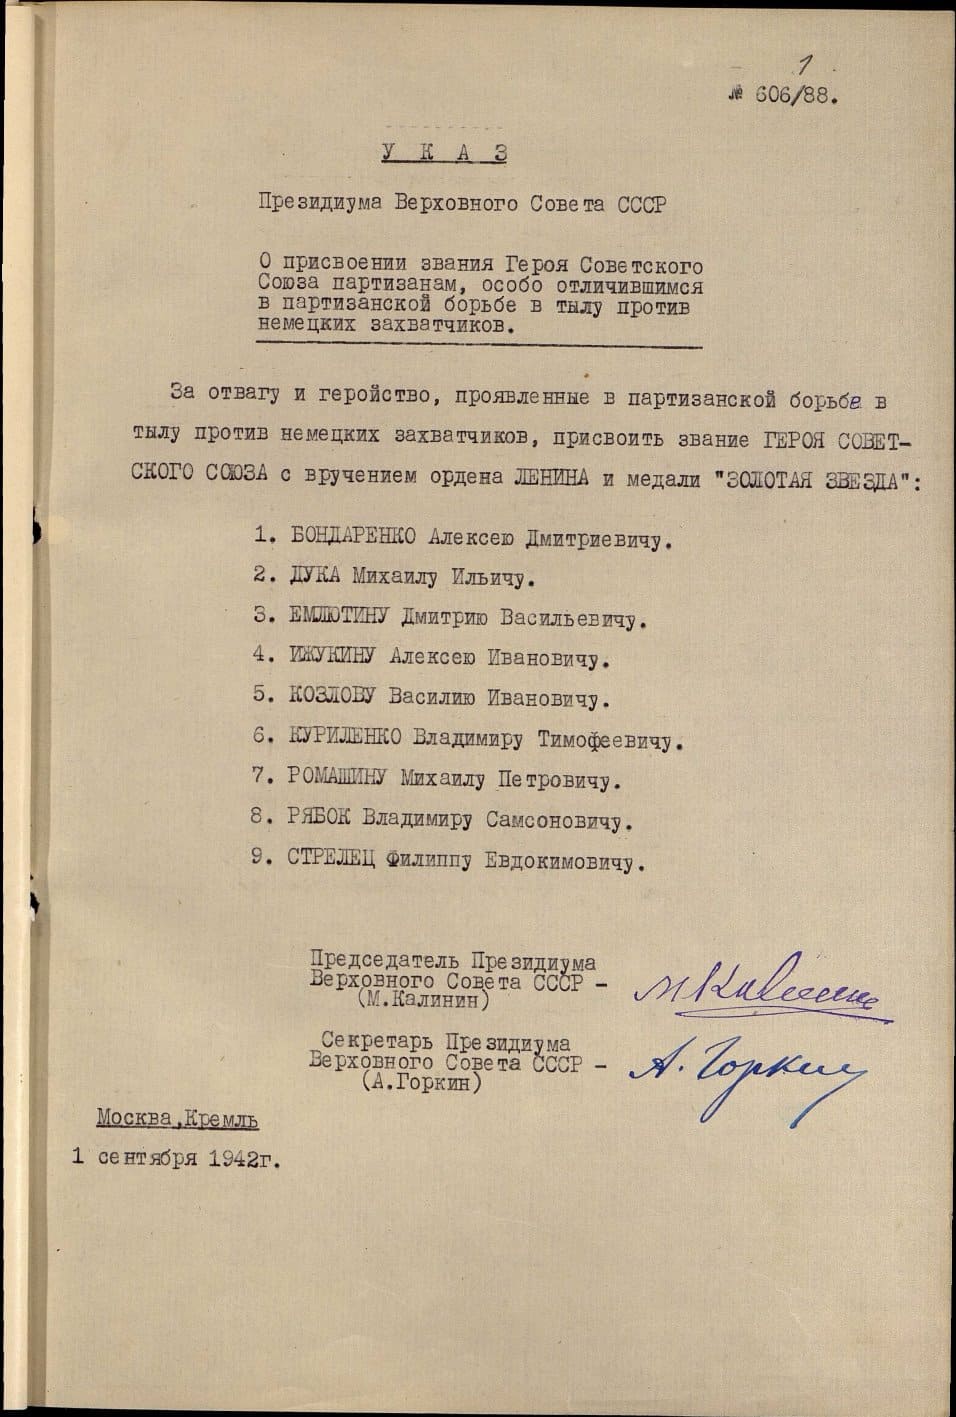 1
№ 606/88.
У К А З
Президиума Верховного Совета СССР
О присвоении звания Героя Советского
Союза партизанам, особо отличившимся
в партизанской борьбе в тылу против
немецких захватчиков.
За отвагу и геройство, проявленные в партизанской борьбе в
тылу против немецких захватчиков, присвоить звание ГЕРОЯ СОВЕТ-
СКОГО СОЮЗА с вручением ордена ЛЕНИНА и медали "ЗОЛОТАЯ ЗВЕЗДА":
1. БОНДАРЕНКО Алексею Дмитриевичу.
2. ДУКА Михаилу Ильичу.
3. ЕМЛЮТИНУ Дмитрию Васильевичу.
4. ИЖУКИНУ Алексею Ивановичу.
5. КОЗЛОВУ Василию Ивановичу.
6. КУРИЛЕНКО Владимиру Тимофеевичу.
7. РОМАШИНУ Михаилу Петровичу.
8. РЯБОК Владимиру Самсоновичу.
9. СТРЕЛЕЦ Филиппу Евдокимовичу.
Председатель Президиума
Верховного Совета СССР -
(М.Калинин)
М Калинин
Секретарь Президиума
Верховного Совета СССР -
(А.Горкин)
А. Горкин
Москва,Кремль
1 сентября 1942г.